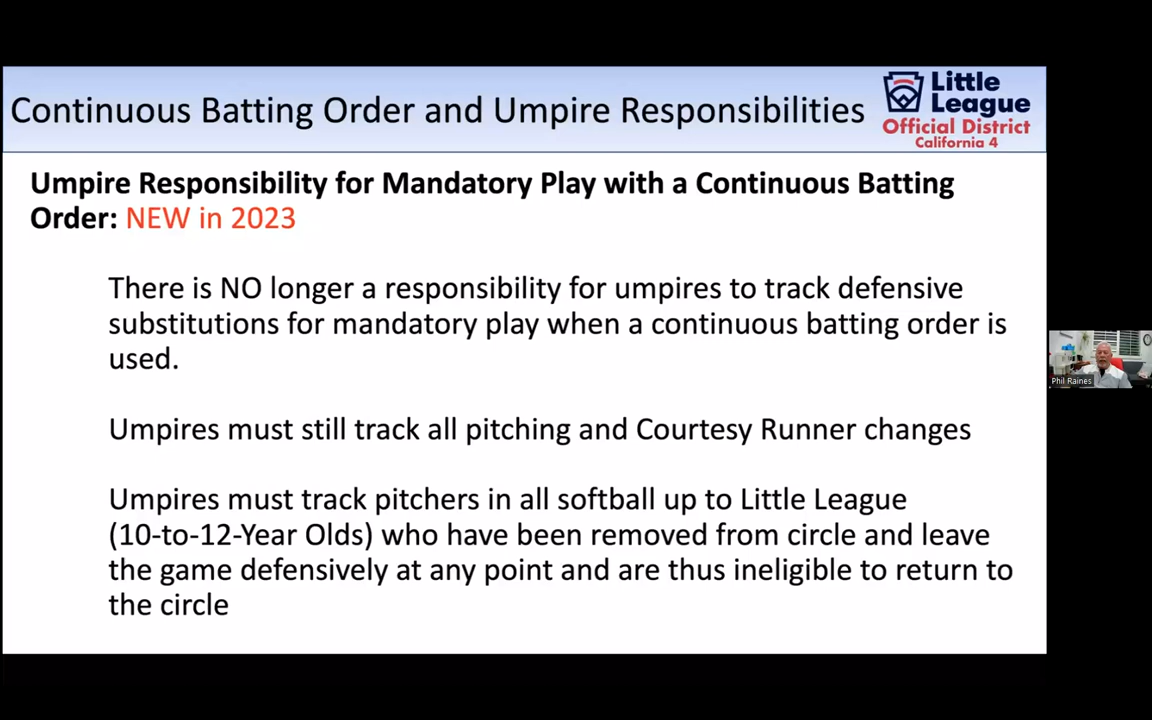 Continuous Batting Order and Umpire Responsibilities
Little
League
Official District
California 4
Umpire Responsibility for Mandatory Play with a Continuous Batting
Order: NEW in 2023
There is NO longer a responsibility for umpires to track defensive
substitutions for mandatory play when a continuous batting order is
used.
Umpires must still track all pitching and Courtesy Runner changes
Umpires must track pitchers in all softball up to Little League
(10-to-12-Year Olds) who have been removed from circle and leave
the game defensively at any point and are thus ineligible to return to
the circle
Phil Raines